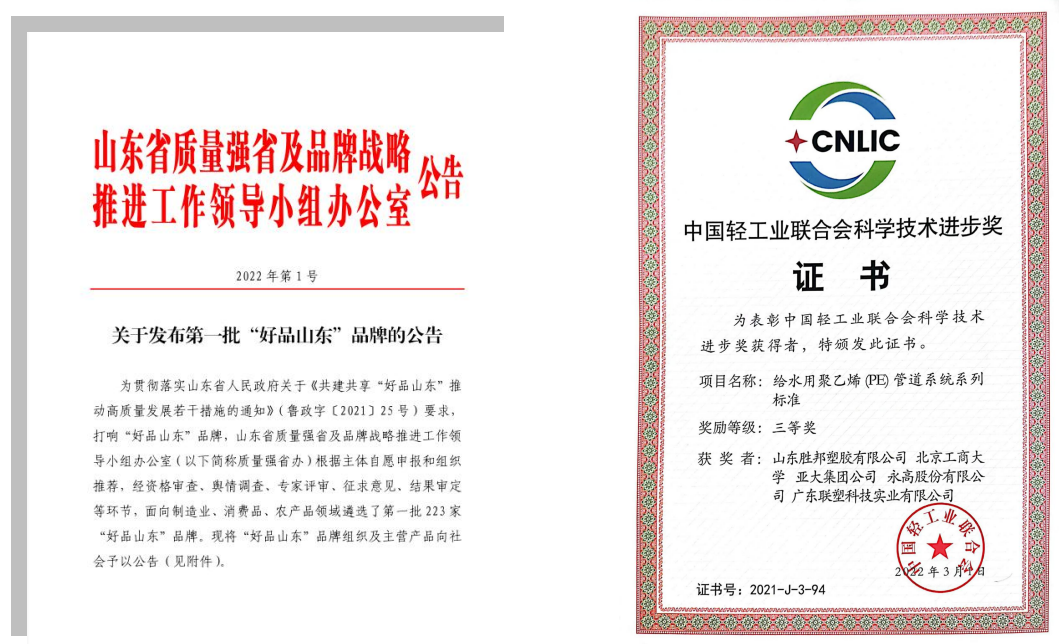 山东省质量强省及品牌战略
推进工作领导小组办公室
公告
2022 年第 1 号
关于发布第一批“好品山东”品牌的公告
为贯彻落实山东省人民政府关于《共建共享“好品山东”推
动高质量发展若干措施的通知》（鲁政字〔2021〕25 号）要求，
打响“好品山东”品牌，山东省质量强省及品牌战略推进工作领
导小组办公室（以下简称质量强省办）根据主体自愿申报和组织
推荐，经资格审查、舆情调查、专家评审、征求意见、结果审定
等环节，面向制造业、消费品、农产品领域遴选了第一批 223 家
“好品山东”品牌。现将“好品山东”品牌组织及主营产品向社
会予以公告（见附件）。
CNLIC
中国轻工业联合会科学技术进步奖
证 书
为表彰中国轻工业联合会科学技术
进步奖获得者，特颁发此证书。
项目名称：给水用聚乙烯 (PE) 管道系统系列
标准
奖励等级：三等奖
获 奖 者：山东胜邦塑胶有限公司 北京工商大
学 亚大集团公司 永高股份有限公
司 广东联塑科技实业有限公司
中国轻工业联合会
2022 年 3 月 1 日
证书号：2021-J-3-94